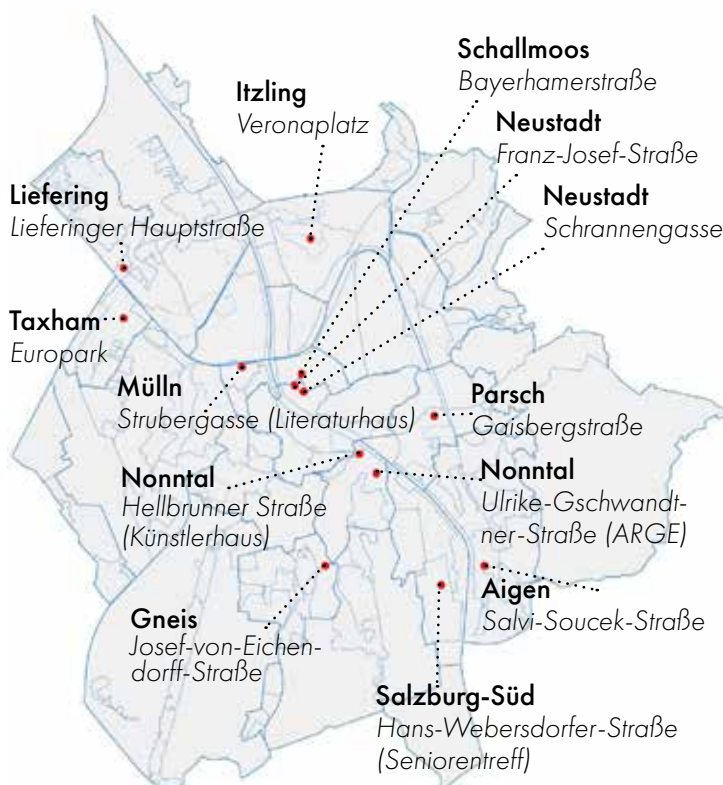 Schallmoos
Bayerhamerstraße
Itzling
Veronaplatz
Neustadt
Franz-Josef-Straße
Liefering
Lieferinger Hauptstraße
Neustadt
Schrannengasse
Taxham
Europark
Mülln
Strubergasse (Literaturhaus)
Parsch
Gaisbergstraße
Nonntal
Hellbrunner Straße
(Künstlerhaus)
Nonntal
Ulrike-Gschwandt-
ner-Straße (ARGE)
Aigen
Salvi-Soucek-Straße
Gneis
Josef-von-Eichen-
dorff-Straße
Salzburg-Süd
Hans-Webersdorfer-Straße
(Seniorentreff)